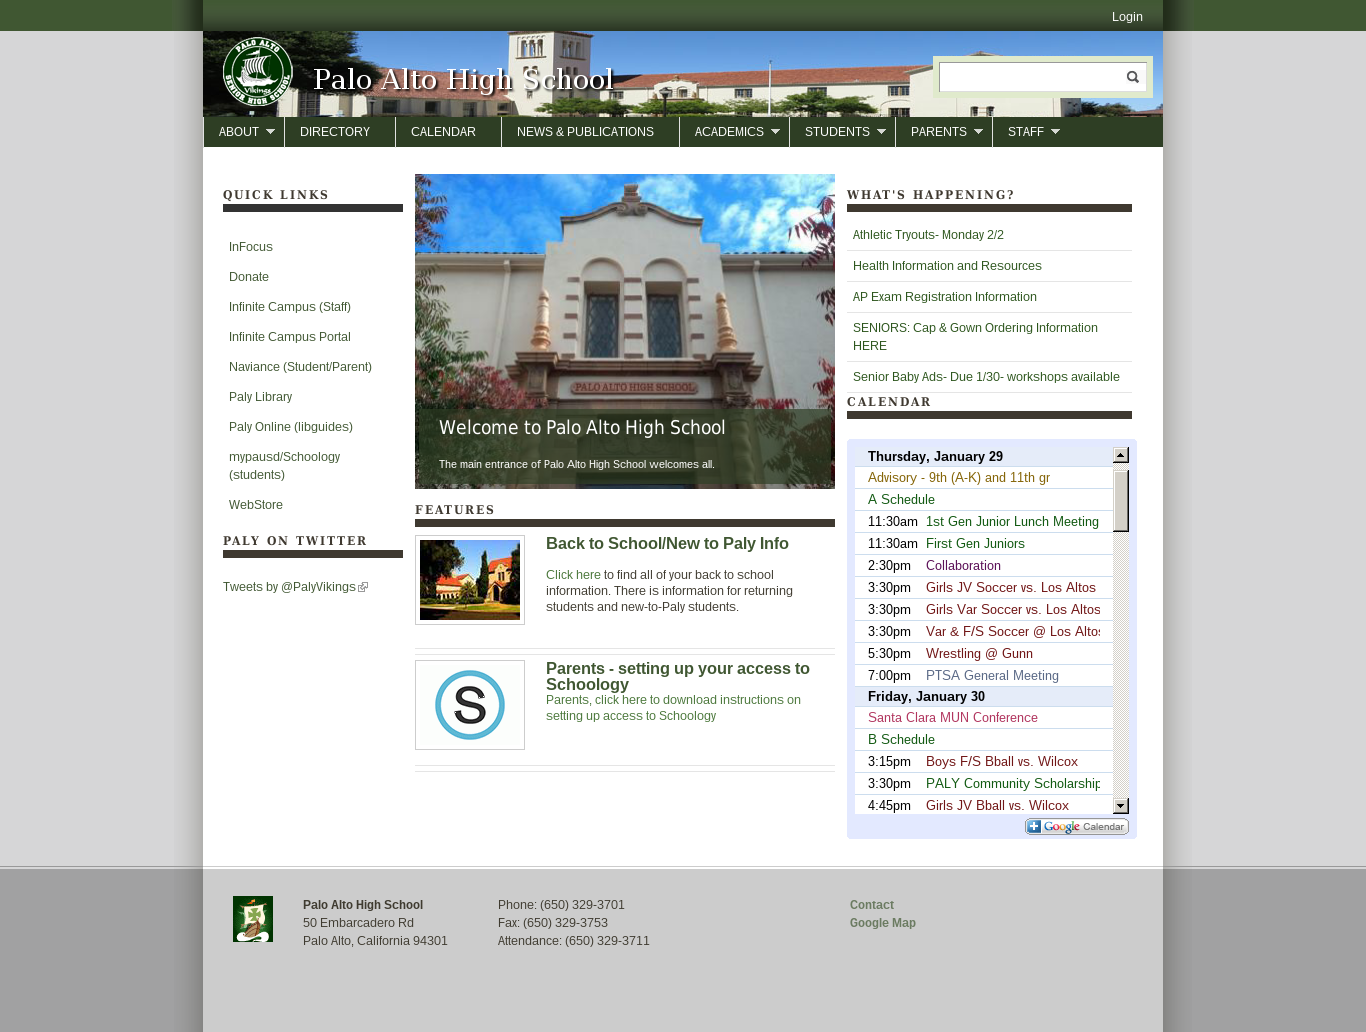 Login
PALO ALTO
Vikings
SENIOR HIGH SCHOOL
Palo Alto High School
ABOUT
DIRECTORY
CALENDAR
NEWS & PUBLICATIONS
ACADEMICS
STUDENTS
PARENTS
STAFF
QUICK LINKS
InFocus
Donate
Infinite Campus (Staff)
Infinite Campus Portal
Naviance (Student/Parent)
Paly Library
Paly Online (libguides)
mypausd/Schoology
(students)
WebStore
PALY ON TWITTER
Tweets by @PalyVikings
PALO ALTO HIGH SCHOOL
Welcome to Palo Alto High School
The main entrance of Palo Alto High School welcomes all.
FEATURES
Back to School/New to Paly Info
Click here to find all of your back to school
information. There is information for returning
students and new-to-Paly students.
S
Parents - setting up your access to
Schoology
Parents, click here to download instructions on
setting up access to Schoology
WHAT'S HAPPENING?
Athletic Tryouts- Monday 2/2
Health Information and Resources
AP Exam Registration Information
SENIORS: Cap & Gown Ordering Information
HERE
Senior Baby Ads- Due 1/30- workshops available
CALENDAR
Thursday, January 29
Advisory - 9th (A-K) and 11th gr
A Schedule
11:30am 1st Gen Junior Lunch Meeting
11:30am First Gen Juniors
2:30pm Collaboration
3:30pm Girls JV Soccer vs. Los Altos
3:30pm Girls Var Soccer vs. Los Altos
3:30pm Var & F/S Soccer @ Los Altos
5:30pm Wrestling @ Gunn
7:00pm PTSA General Meeting
Friday, January 30
Santa Clara MUN Conference
B Schedule
3:15pm Boys F/S Bball vs. Wilcox
3:30pm PALY Community Scholarship
4:45pm Girls JV Bball vs. Wilcox
Google Calendar
Palo Alto High School
50 Embarcadero Rd
Palo Alto, California 94301
Phone: (650) 329-3701
Fax: (650) 329-3753
Attendance: (650) 329-3711
Contact
Google Map